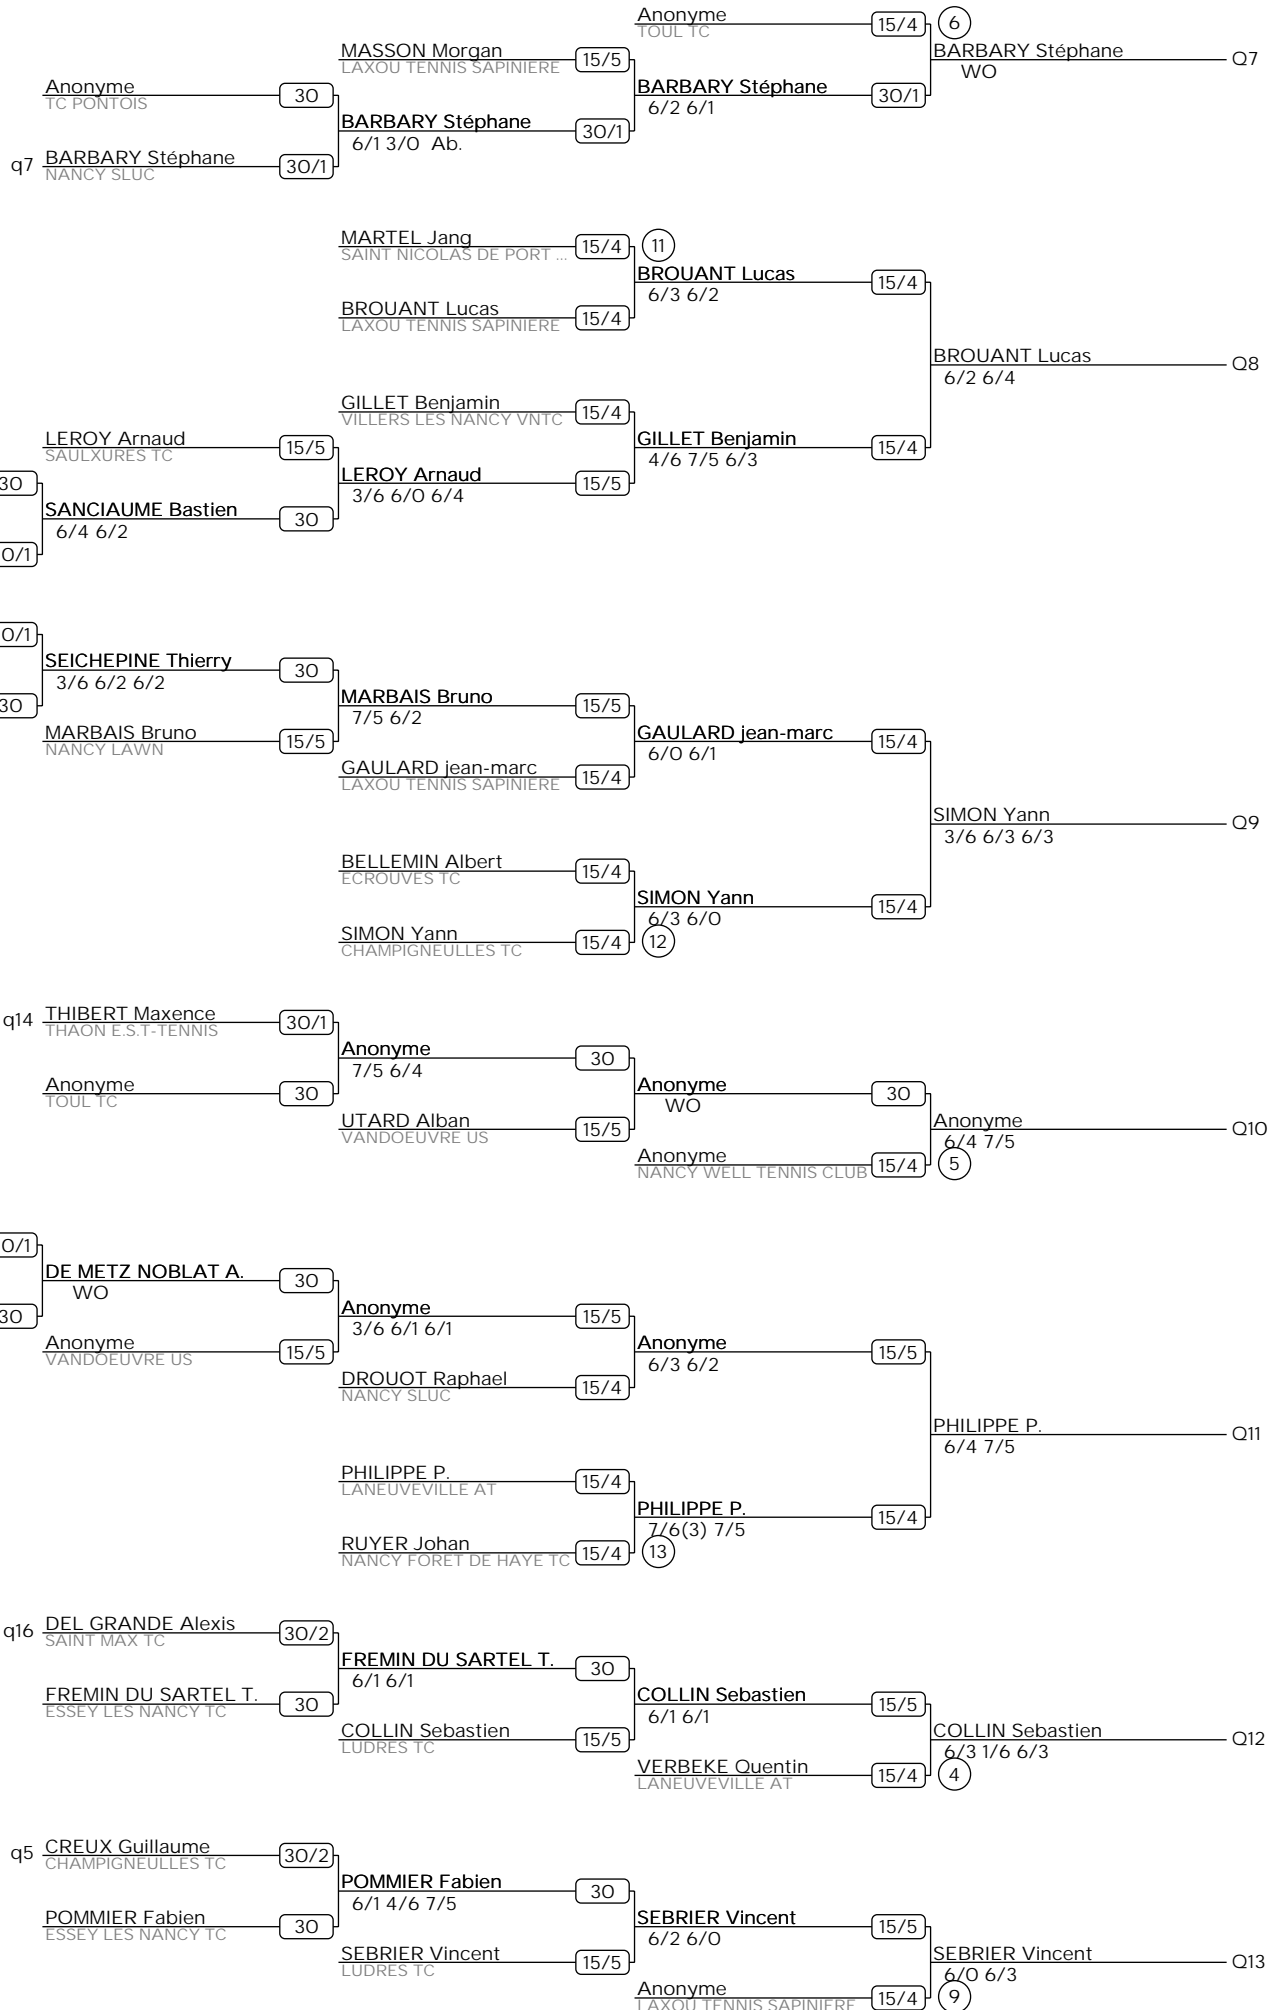 Anonyme
TOUL TC
15/4
6
MASSON Morgan
LAXOU TENNIS SAPINIERE
15/5
BARBARY Stéphane
WO
Q7
Anonyme
TC PONTOIS
30
BARBARY Stéphane
6/2 6/1
30/1
BARBARY Stéphane
6/1 3/0 Ab.
30/1
q7
BARBARY Stéphane
NANCY SLUC
30/1
MARTEL Jang
SAINT NICOLAS DE PORT ...
15/4
11
BROUANT Lucas
6/3 6/2
15/4
BROUANT Lucas
LAXOU TENNIS SAPINIERE
15/4
BROUANT Lucas
6/2 6/4
Q8
GILLET Benjamin
VILLERS LES NANCY VNTC
15/4
LEROY Arnaud
SAULXURES TC
15/5
GILLET Benjamin
4/6 7/5 6/3
15/4
30
LEROY Arnaud
3/6 6/0 6/4
15/5
SANCIAUME Bastien
6/4 6/2
30
0/1
0/1
SEICHEPINE Thierry
3/6 6/2 6/2
30
30
MARBAIS Bruno
7/5 6/2
15/5
MARBAIS Bruno
NANCY LAWN
15/5
GAULARD jean-marc
6/0 6/1
15/4
GAULARD jean-marc
LAXOU TENNIS SAPINIERE
15/4
SIMON Yann
3/6 6/3 6/3
Q9
BELLEMIN Albert
ECROUVES TC
15/4
SIMON Yann
6/3 6/0
15/4
SIMON Yann
CHAMPIGNEULLES TC
15/4
12
q14
THIBERT Maxence
THAON E.S.T-TENNIS
30/1
Anonyme
7/5 6/4
30
Anonyme
TOUL TC
30
Anonyme
WO
30
UTARD Alban
VANDOEUVRE US
15/5
Anonyme
6/4 7/5
Q10
Anonyme
NANCY WELL TENNIS CLUB
15/4
5
0/1
DE METZ NOBLAT A.
WO
30
30
Anonyme
3/6 6/1 6/1
15/5
Anonyme
VANDOEUVRE US
15/5
Anonyme
6/3 6/2
15/5
DROUOT Raphael
NANCY SLUC
15/4
PHILIPPE P.
6/4 7/5
Q11
PHILIPPE P.
LANEUVEVILLE AT
15/4
PHILIPPE P.
7/6(3) 7/5
15/4
RUYER Johan
NANCY FORET DE HAYE TC
15/4
13
q16
DEL GRANDE Alexis
SAINT MAX TC
30/2
FREMIN DU SARTEL T.
6/1 6/1
30
FREMIN DU SARTEL T.
ESSEY LES NANCY TC
30
COLLIN Sebastien
6/1 6/1
15/5
COLLIN Sebastien
LUDRES TC
15/5
COLLIN Sebastien
6/3 1/6 6/3
Q12
VERBEKE Quentin
LANEUVEVILLE AT
15/4
4
q5
CREUX Guillaume
CHAMPIGNEULLES TC
30/2
POMMIER Fabien
6/1 4/6 7/5
30
POMMIER Fabien
ESSEY LES NANCY TC
30
SEBRIER Vincent
6/2 6/0
15/5
SEBRIER Vincent
LUDRES TC
15/5
SEBRIER Vincent
6/0 6/3
Q13
Anonyme
LAXOU TENNIS SAPINIERE
15/4
9